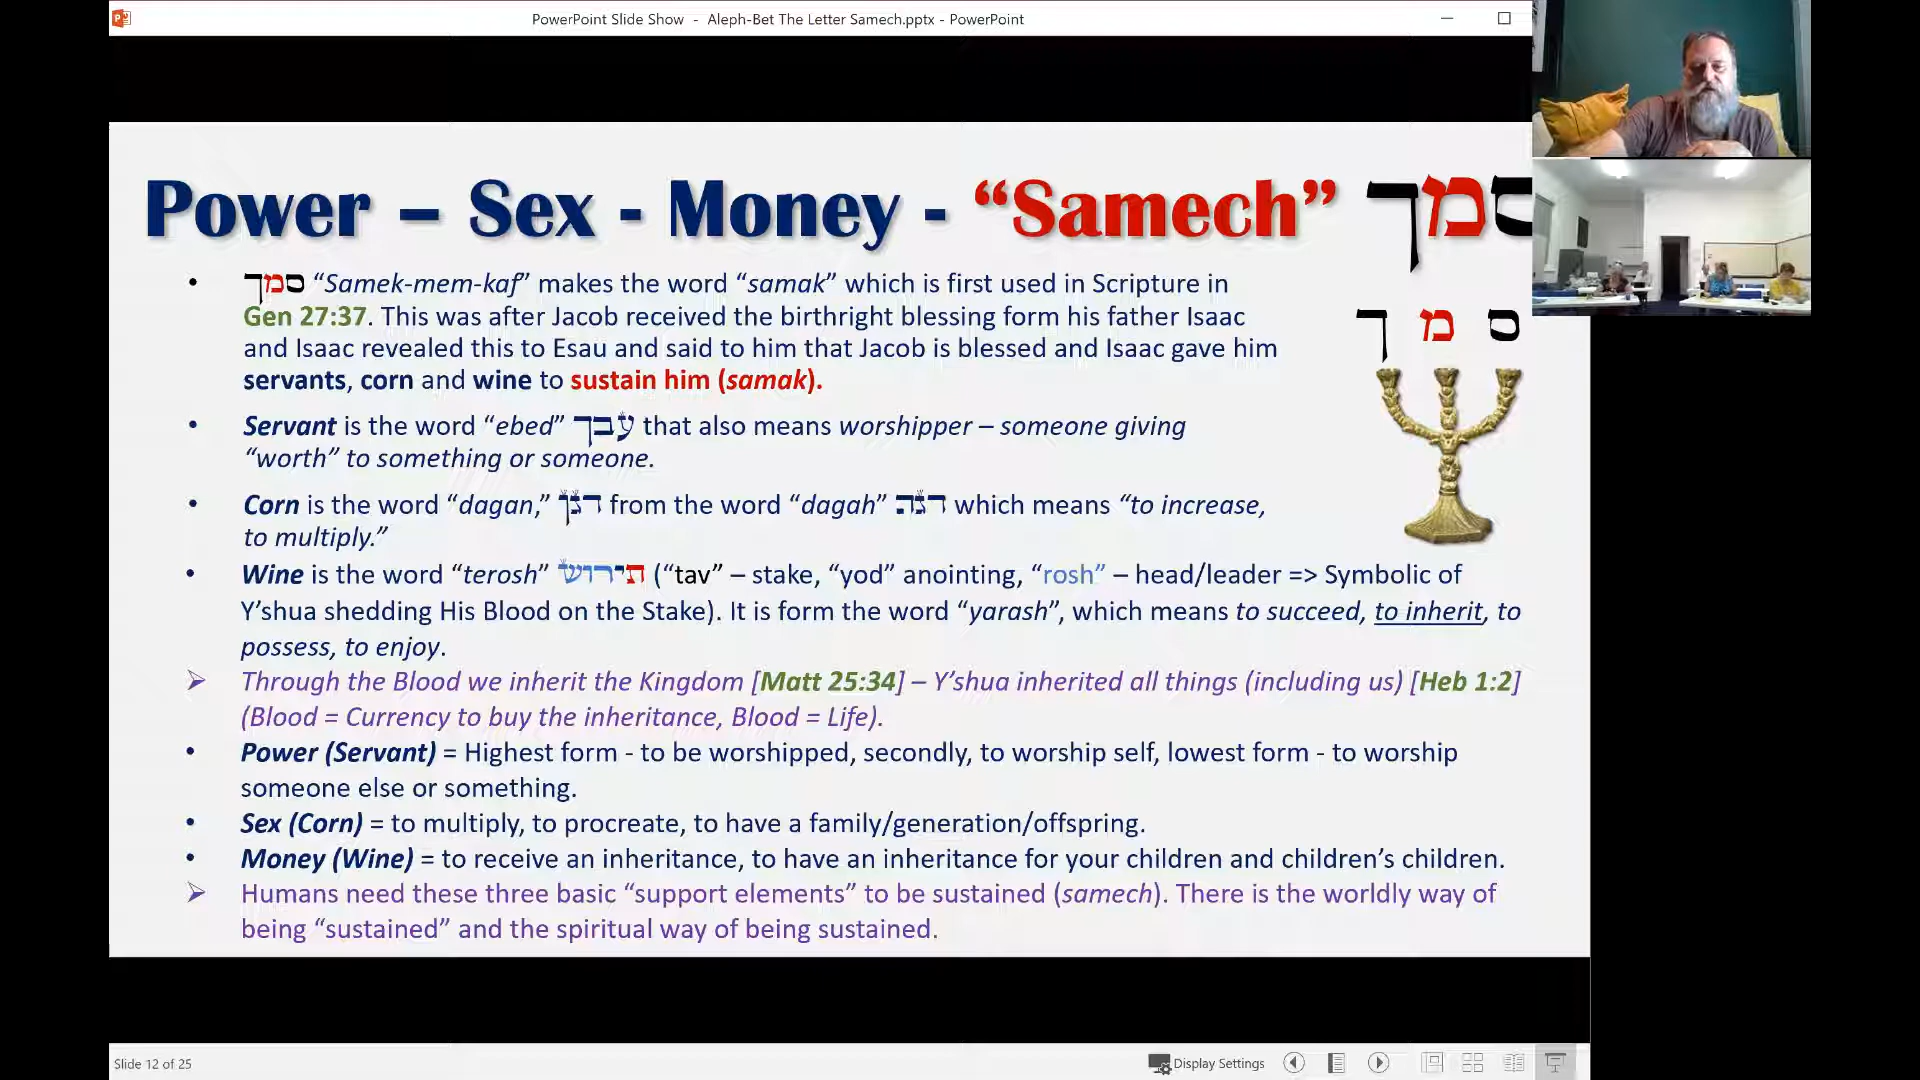 PowerPoint Slide Show - Aleph-Bet The Letter Samech.pptx - PowerPoint
Power – Sex - Money - “Samech” סמך
ס מ ך
• סמך “Samek-mem-kaf” makes the word “samak” which is first used in Scripture in
Gen 27:37. This was after Jacob received the birthright blessing form his father Isaac
and Isaac revealed this to Esau and said to him that Jacob is blessed and Isaac gave him
servants, corn and wine to sustain him (samak).
• Servant is the word “ebed” עבד that also means worshipper – someone giving
“worth” to something or someone.
• Corn is the word “dagan,” דגן from the word “dagah” דגה which means “to increase,
to multiply.”
• Wine is the word “terosh” תירוש (“tav” – stake, “yod” anointing, “rosh” – head/leader => Symbolic of
Y’shua shedding His Blood on the Stake). It is form the word “yarash”, which means to succeed, to inherit, to
possess, to enjoy.
➢ Through the Blood we inherit the Kingdom [Matt 25:34] – Y’shua inherited all things (including us) [Heb 1:2]
(Blood = Currency to buy the inheritance, Blood = Life).
• Power (Servant) = Highest form - to be worshipped, secondly, to worship self, lowest form - to worship
someone else or something.
• Sex (Corn) = to multiply, to procreate, to have a family/generation/offspring.
• Money (Wine) = to receive an inheritance, to have an inheritance for your children and children’s children.
➢ Humans need these three basic “support elements” to be sustained (samech). There is the worldly way of
being “sustained” and the spiritual way of being sustained.
Slide 12 of 25
Display Settings